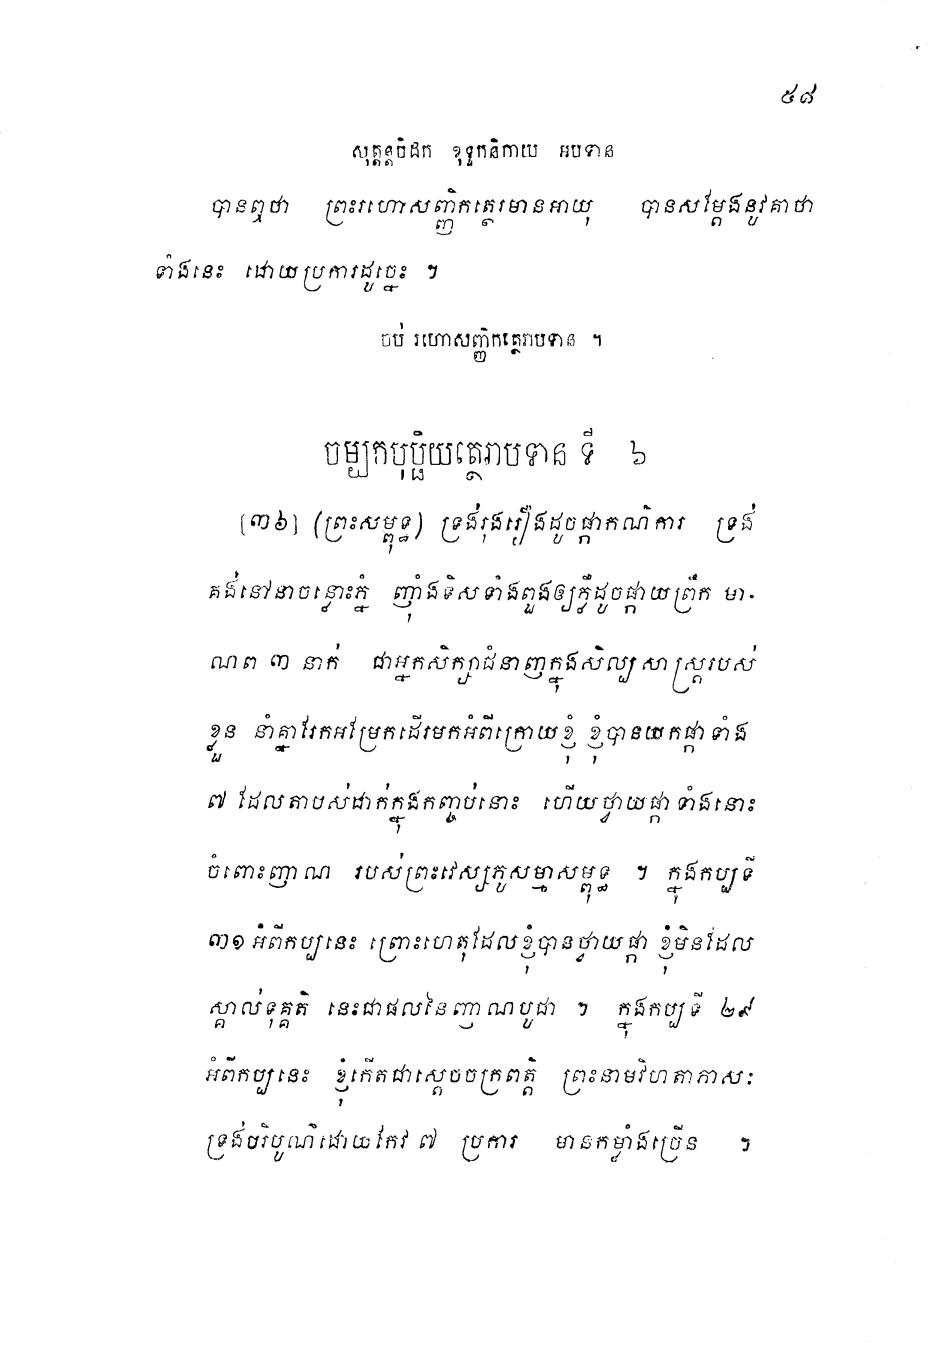 ៥៨
សុត្តន្តបិដក ខុទ្ទកនិកាយ អបទាន
បានឮថា ព្រះរហោសញ្ញិកត្ថេរមានអាយុ បានសម្ដែងនូវគាថា
ទាំងនេះ ដោយប្រការដូច្នេះ ។
ចប់ រហោសញ្ញិកត្ថេរាបទាន ។
ចម្បកបុប្ផិយត្ថេរាបទាន ទី ៦
[៣៦] (ព្រះសម្ពុទ្ធ) ទ្រង់រុងរឿងដូចផ្កាកណិការ ទ្រង់
គង់នៅនាចន្លោះភ្នំ ញ៉ាំងទិសទាំងពួងឲ្យភ្លឺដូចផ្កាយព្រឹក មា-
ណព ៣ នាក់ ជាអ្នកសិក្សាជំនាញក្នុងសិល្បសាស្ត្ររបស់
ខ្លួន នាំគ្នារែកអម្រែកដើរមកអំពីក្រោយខ្ញុំ ខ្ញុំបានយកផ្កាទាំង
៧ ដែលតាបស់ដាក់ក្នុងកញ្ចប់នោះ ហើយថ្វាយផ្កាទាំងនោះ
ចំពោះញាណ របស់ព្រះវេស្សភូសម្មាសម្ពុទ្ធ ។ ក្នុងកប្បទី
៣១ អំពីកប្បនេះ ព្រោះហេតុដែលខ្ញុំបានថ្វាយផ្កា ខ្ញុំមិនដែល
ស្គាល់ទុគ្គតិ នេះជាផលនៃញាណបូជា ។ ក្នុងកប្បទី ២៩
អំពីកប្បនេះ ខ្ញុំកើតជាស្ដេចចក្រពត្តិ ព្រះនាមវិហតាភាសៈ
ទ្រង់បរិបូណ៌ដោយកែវ ៧ ប្រការ មានកម្លាំងច្រើន ។